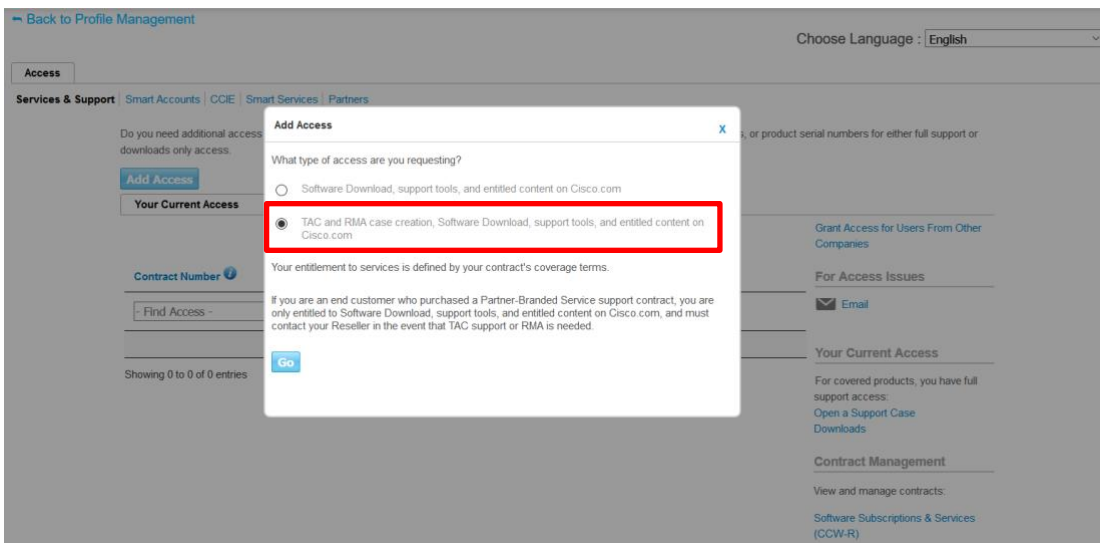 Back to Profile Management
Choose Language : English
Access
Services & Support Smart Accounts CCIE Smart Services Partners
Do you need additional access
, or product serial numbers for either full support or
downloads only access.
Add Access
Your Current Access
Contract Number
- Find Access -
Showing 0 to 0 of 0 entries
Add Access
X
What type of access are you requesting?
Software Download, support tools, and entitled content on Cisco.com
TAC and RMA case creation, Software Download, support tools, and entitled content on
Cisco.com
Your entitlement to services is defined by your contract's coverage terms.
If you are an end customer who purchased a Partner-Branded Service support contract, you are
only entitled to Software Download, support tools, and entitled content on Cisco.com, and must
contact your Reseller in the event that TAC support or RMA is needed.
Go
Grant Access for Users From Other
Companies
For Access Issues
Email
Your Current Access
For covered products, you have full
support access:
Open a Support Case
Downloads
Contract Management
View and manage contracts:
Software Subscriptions & Services
(CCW-R)